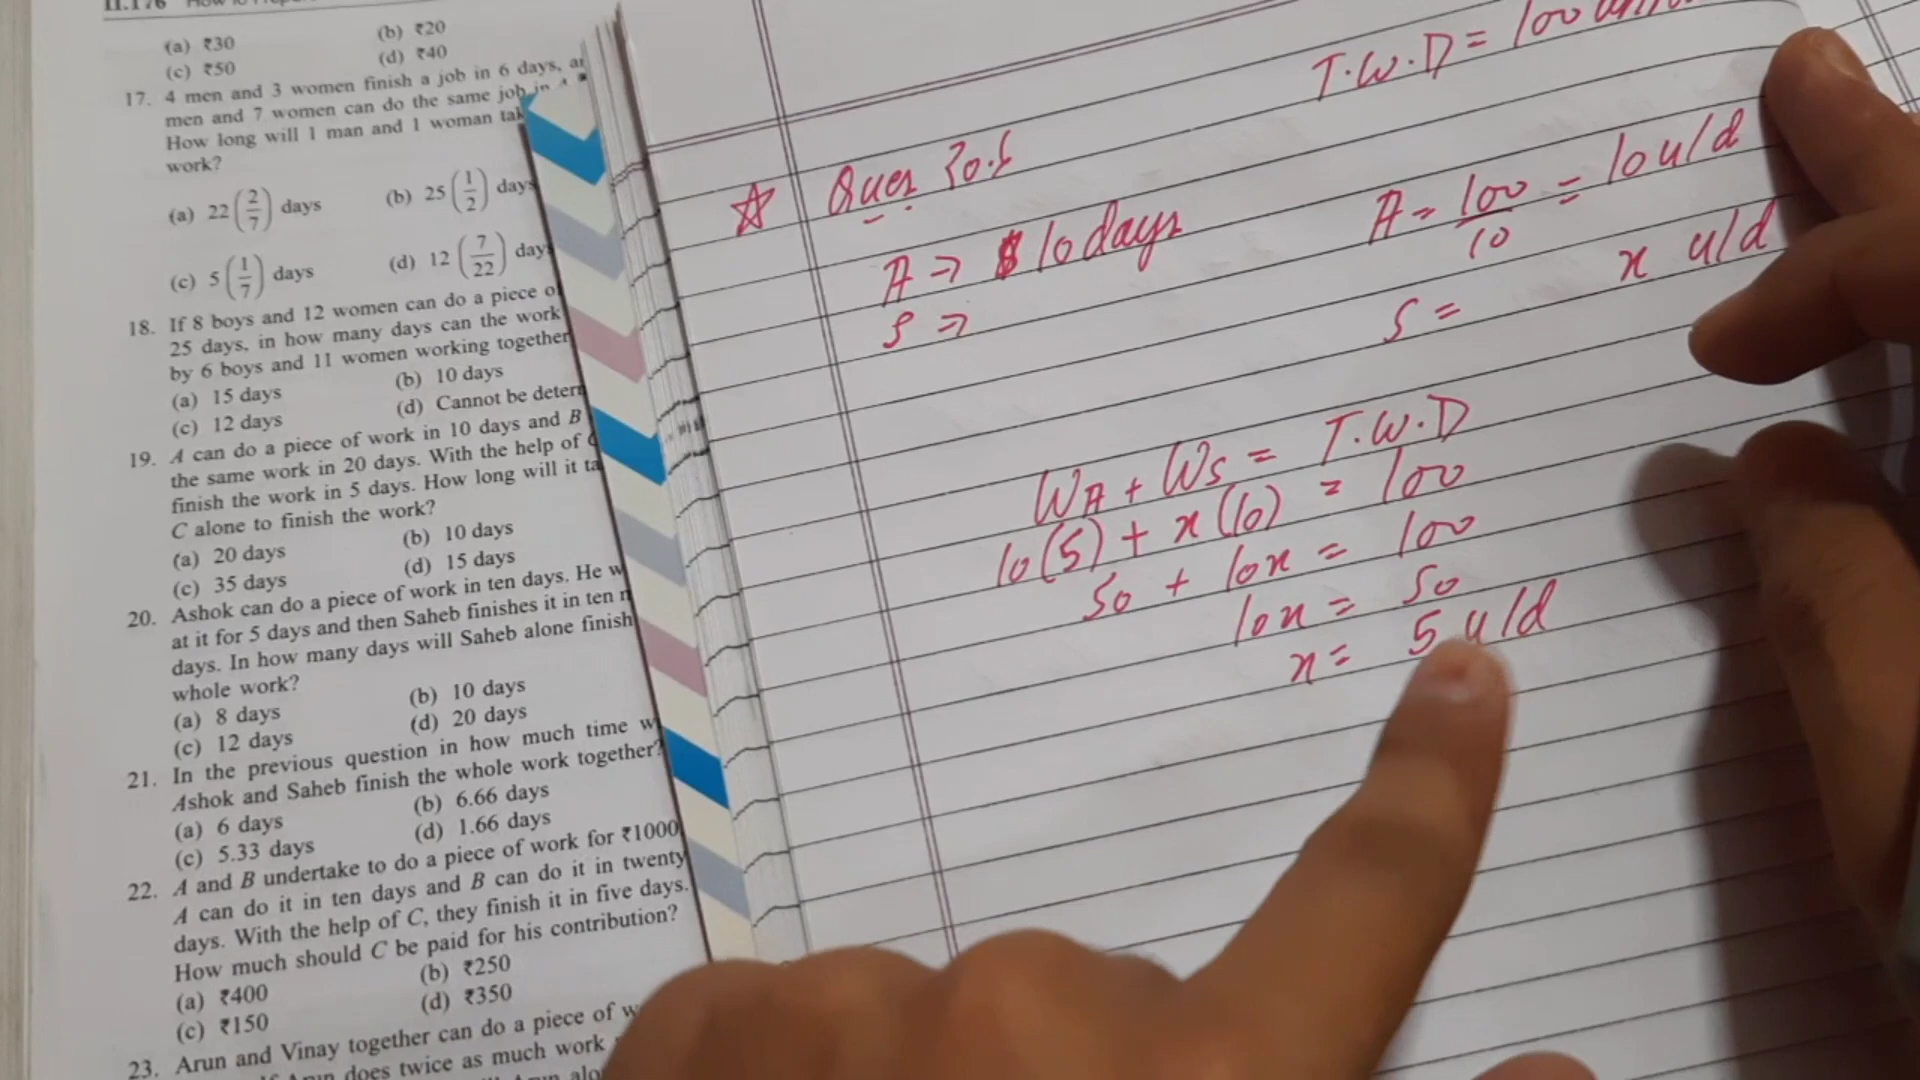 II.176 How to Prepare
(a) ₹30 (b) ₹20
(c) ₹50 (d) ₹40
17. 4 men and 3 women finish a job in 6 days,
men and 7 women can do the same job in
How long will 1 man and 1 woman
work?
(a) 22(2/7) days (b) 25(1/2) days
(c) 5(1/7) days (d) 12(7/22)
18. If 8 boys and 12 women can do a piece
25 days, in how many days can the work
by 6 boys and 11 women working together
(a) 15 days (b) 10 days
(c) 12 days (d) Cannot be
19. A can do a piece of work in 10 days and B
the same work in 20 days. With the help of
finish the work in 5 days. How long will it
C alone to finish the work?
(a) 20 days (b) 10 days
(c) 35 days (d) 15 days
20. Ashok can do a piece of work in ten days. He
at it for 5 days and then Saheb finishes it in ten
days. In how many days will Saheb alone finish
whole work?
(a) 8 days (b) 10 days
(c) 12 days (d) 20 days
21. In the previous question in how much time
Ashok and Saheb finish the whole work together?
(a) 6 days (b) 6.66 days
(c) 5.33 days (d) 1.66 days
22. A and B undertake to do a piece of work for ₹1000
A can do it in ten days and B can do it in twenty
days. With the help of C, they finish it in five days.
How much should C be paid for his contribution?
(a) ₹400 (b) ₹250
(c) ₹150 (d) ₹350
23. Arun and Vinay together can do a piece of
does twice as much work
T.W.D = 100
Ques 20.
A ⇒ 10 days A = 100/10 = 10 u/d
S ⇒ S = x u/d
WA + WS = T.W.D
10(5) + x(10) = 100
50 + 10x = 100
10x = 50
x = 5 u/d